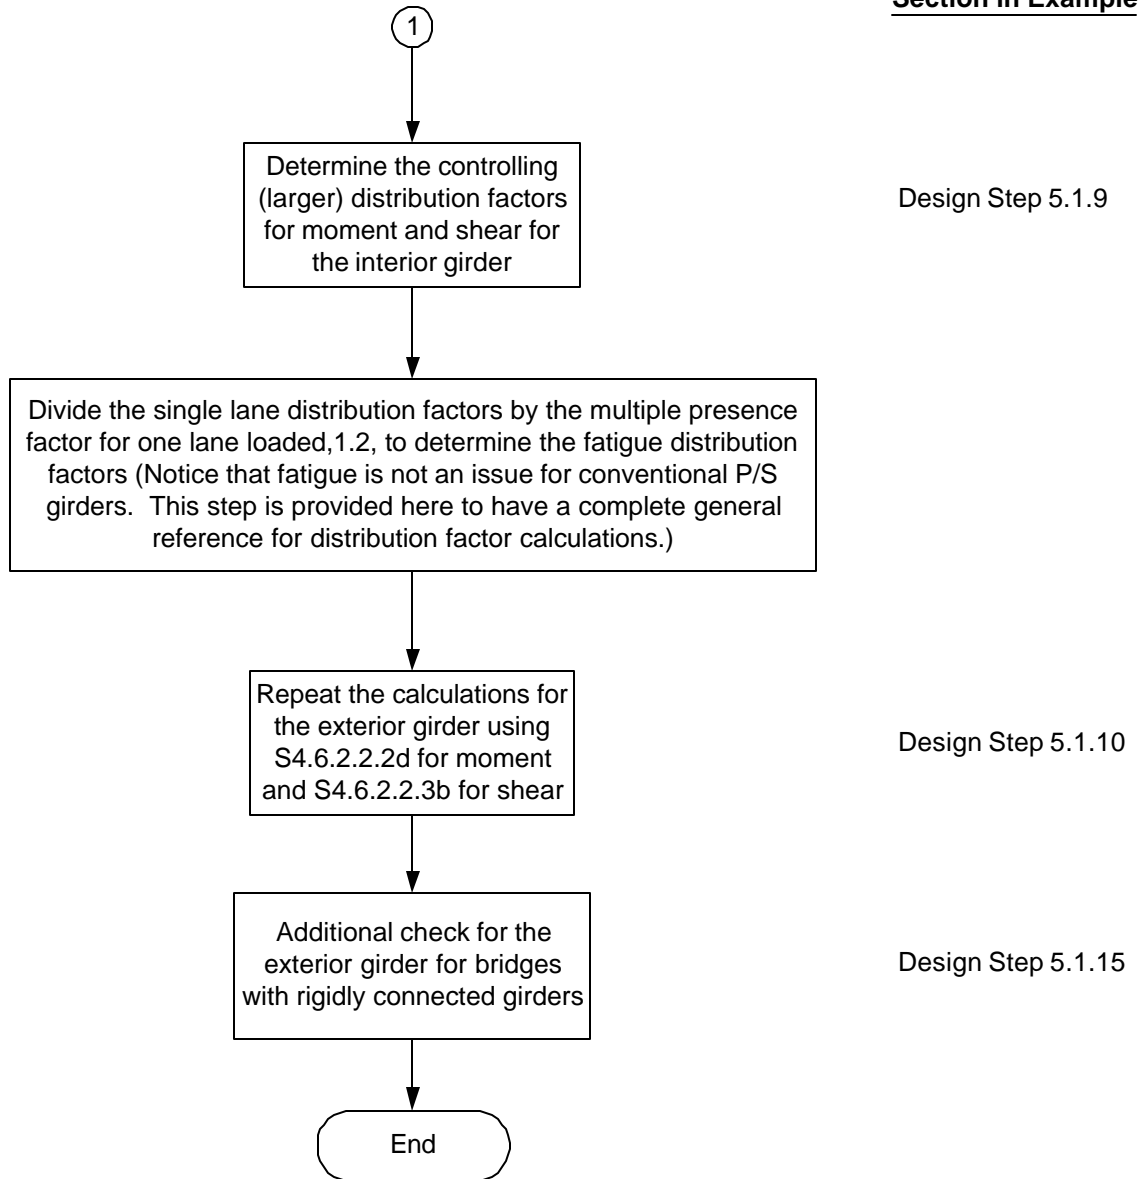 Section in Example
1
Determine the controlling
(larger) distribution factors
for moment and shear for
the interior girder
Design Step 5.1.9
Divide the single lane distribution factors by the multiple presence
factor for one lane loaded,1.2, to determine the fatigue distribution
factors (Notice that fatigue is not an issue for conventional P/S
girders. This step is provided here to have a complete general
reference for distribution factor calculations.)
Repeat the calculations for
the exterior girder using
S4.6.2.2.2d for moment
and S4.6.2.2.3b for shear
Design Step 5.1.10
Additional check for the
exterior girder for bridges
with rigidly connected girders
Design Step 5.1.15
End